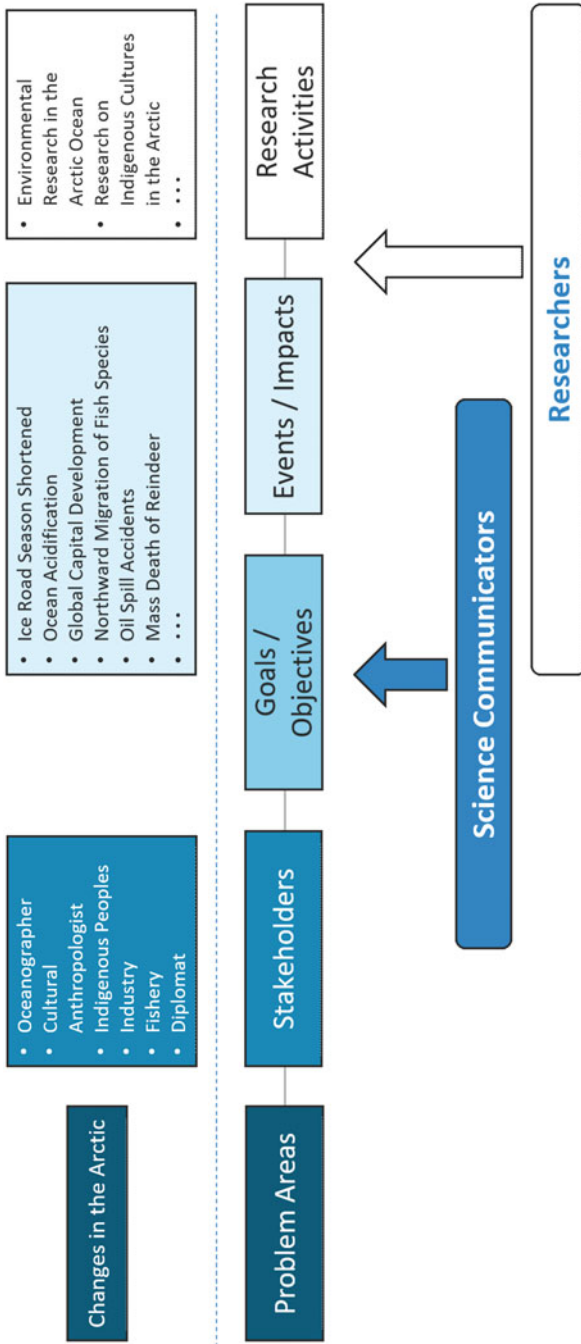 Changes in the Arctic
• Oceanographer
• Cultural
Anthropologist
• Indigenous Peoples
• Industry
• Fishery
• Diplomat
• Ice Road Season Shortened
• Ocean Acidification
• Global Capital Development
• Northward Migration of Fish Species
• Oil Spill Accidents
• Mass Death of Reindeer
• ...
• Environmental
Research in the
Arctic Ocean
• Research on
Indigenous Cultures
in the Arctic
• ...
Problem Areas
Stakeholders
Goals /
Objectives
Events / Impacts
Research
Activities
Science Communicators
Researchers